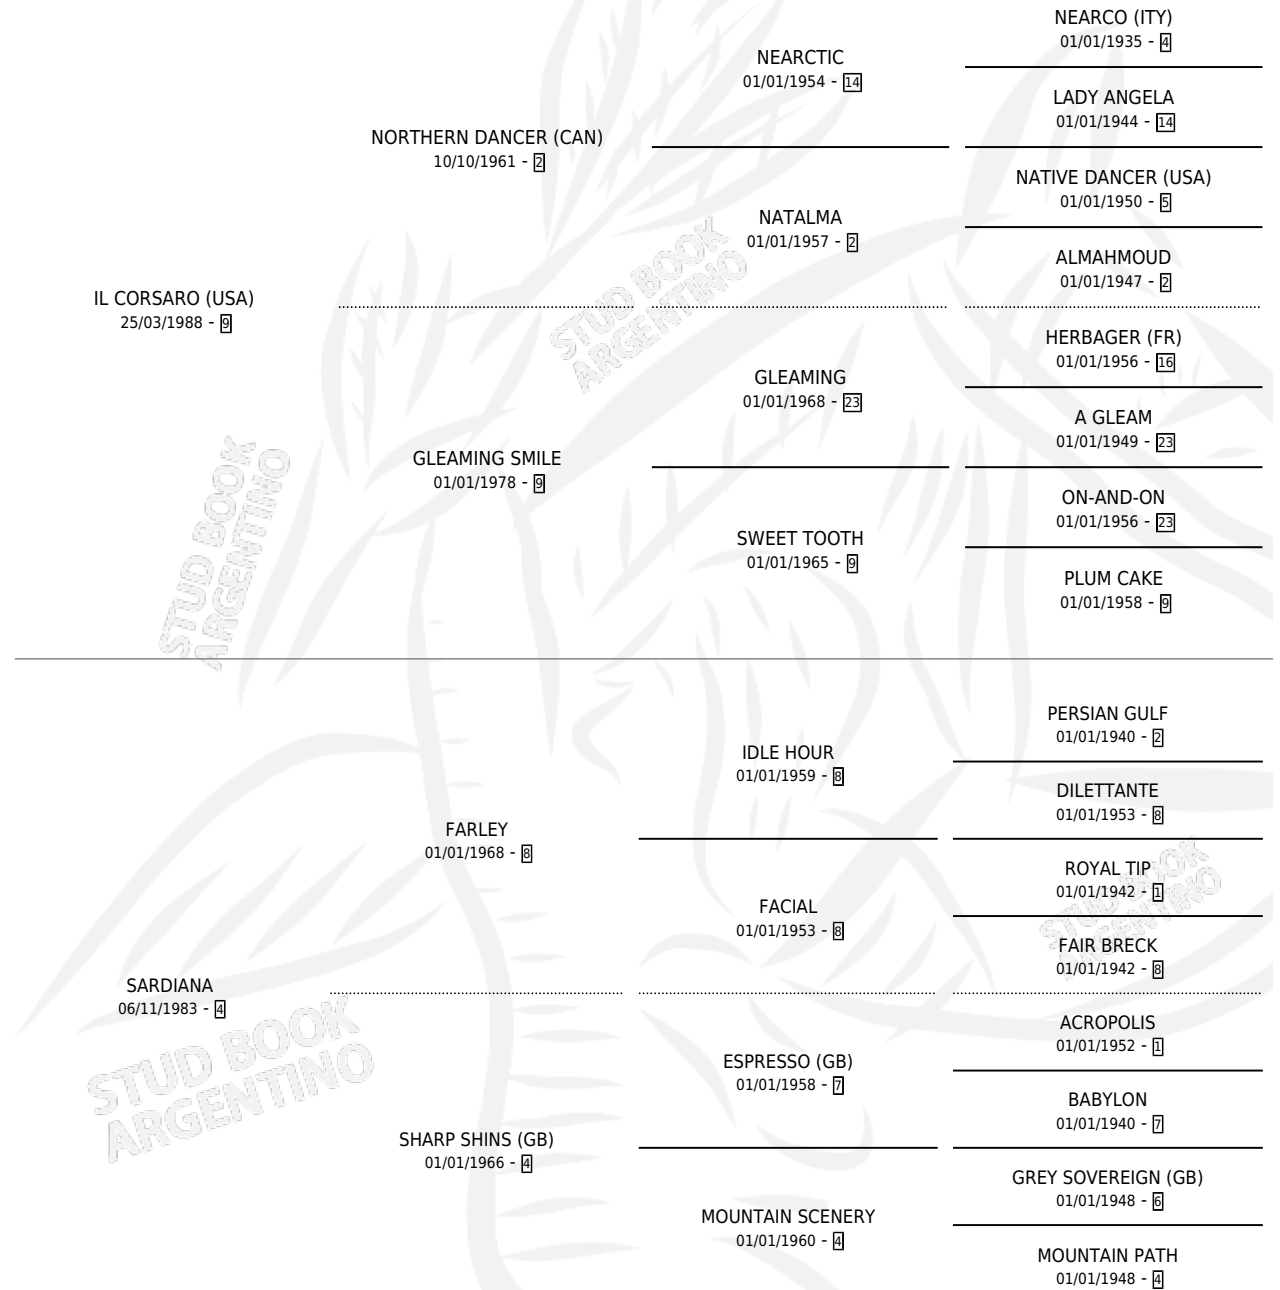 NEARCO (ITY)
01/01/1935 - 4
NEARCTIC
01/01/1954 - 14
LADY ANGELA
01/01/1944 - 14
NORTHERN DANCER (CAN)
10/10/1961 - 2
NATIVE DANCER (USA)
01/01/1950 - 5
NATALMA
01/01/1957 - 2
ALMAHMOUD
01/01/1947 - 2
IL CORSARO (USA)
25/03/1988 - 9
STUD BOOK
ARGENTINO
HERBAGER (FR)
01/01/1956 - 16
GLEAMING
01/01/1968 - 23
A GLEAM
01/01/1949 - 23
GLEAMING SMILE
01/01/1978 - 9
ON-AND-ON
01/01/1956 - 23
SWEET TOOTH
01/01/1965 - 9
PLUM CAKE
01/01/1958 - 9
STUD BOOK
ARGENTINO
PERSIAN GULF
01/01/1940 - 2
IDLE HOUR
01/01/1959 - 8
DILETTANTE
01/01/1953 - 8
FARLEY
01/01/1968 - 8
ROYAL TIP
01/01/1942 - 1
FACIAL
01/01/1953 - 8
STUD BOOK
ARGENTINO
FAIR BRECK
01/01/1942 - 8
SARDIANA
06/11/1983 - 4
ACROPOLIS
01/01/1952 - 1
ESPRESSO (GB)
01/01/1958 - 7
BABYLON
01/01/1940 - 7
STUD BOOK
ARGENTINO
SHARP SHINS (GB)
01/01/1966 - 4
GREY SOVEREIGN (GB)
01/01/1948 - 6
MOUNTAIN SCENERY
01/01/1960 - 4
MOUNTAIN PATH
01/01/1948 - 4